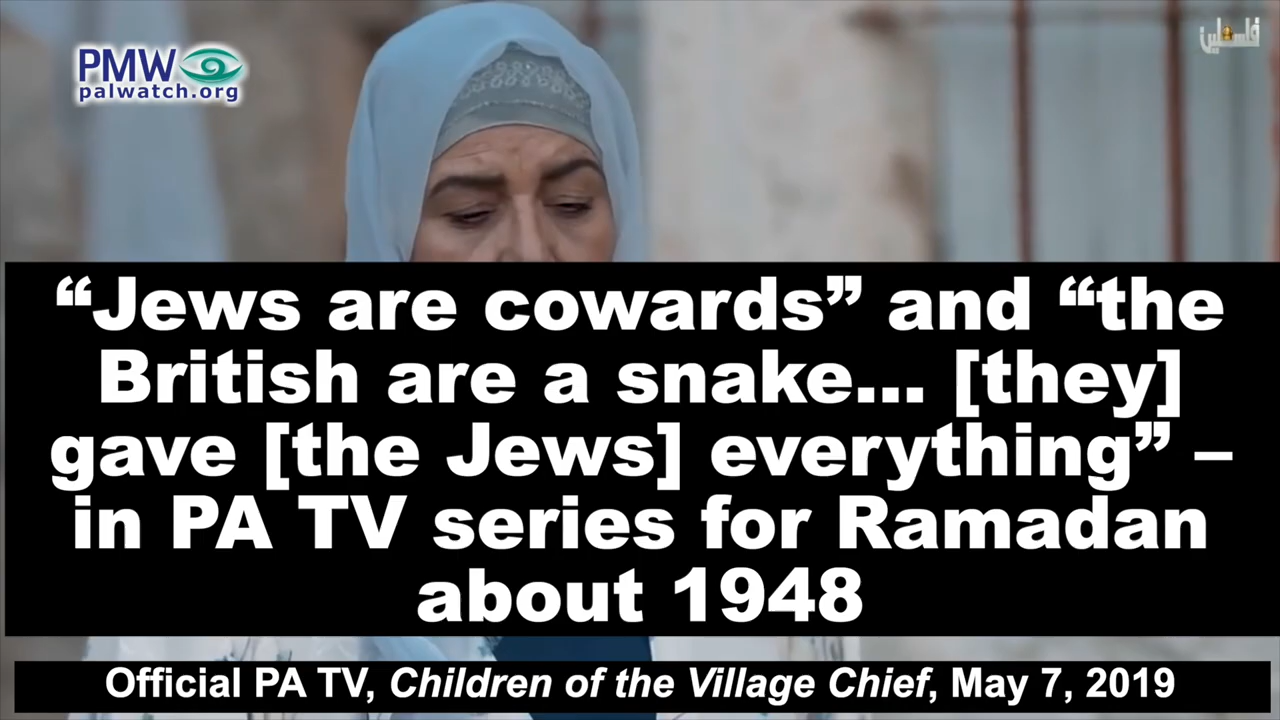 PMW
palwatch.org
فلسطين
“Jews are cowards” and “the
British are a snake... [they]
gave [the Jews] everything” –
in PA TV series for Ramadan
about 1948
Official PA TV, Children of the Village Chief, May 7, 2019